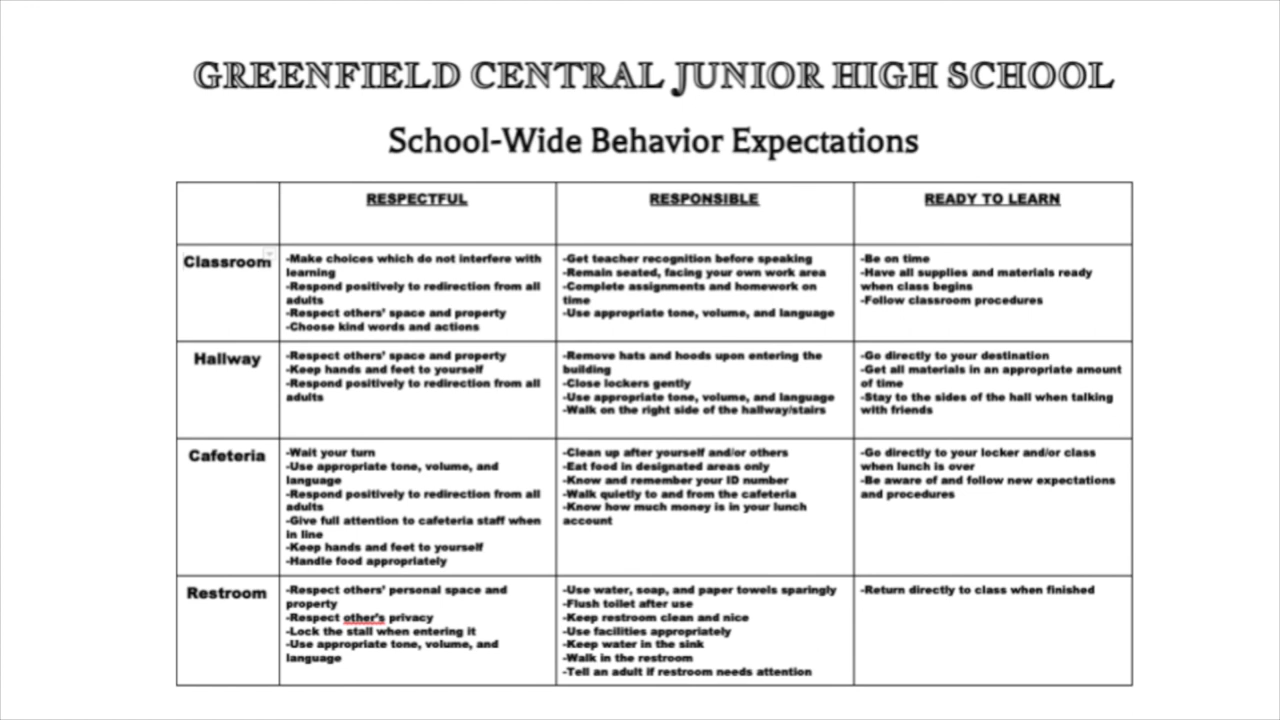 GREENFIELD CENTRAL JUNIOR HIGH SCHOOL
School-Wide Behavior Expectations
RESPECTFUL
RESPONSIBLE
READY TO LEARN
Classroom
-Make choices which do not interfere with
learning
-Respond positively to redirection from all
adults
-Respect others' space and property
-Choose kind words and actions
-Get teacher recognition before speaking
-Remain seated, facing your own work area
-Complete assignments and homework on
time
-Use appropriate tone, volume, and language
-Be on time
-Have all supplies and materials ready
when class begins
-Follow classroom procedures
Hallway
-Respect others' space and property
-Keep hands and feet to yourself
-Respond positively to redirection from all
adults
-Remove hats and hoods upon entering the
building
-Close lockers gently
-Use appropriate tone, volume, and language
-Walk on the right side of the hallway/stairs
-Go directly to your destination
-Get all materials in an appropriate amount
of time
-Stay to the sides of the hall when talking
with friends
Cafeteria
-Wait your turn
-Use appropriate tone, volume, and
language
-Respond positively to redirection from all
adults
-Give full attention to cafeteria staff when
in line
-Keep hands and feet to yourself
-Handle food appropriately
-Clean up after yourself and/or others
-Eat food in designated areas only
-Know and remember your ID number
-Walk quietly to and from the cafeteria
-Know how much money is in your lunch
account
-Go directly to your locker and/or class
when lunch is over
-Be aware of and follow new expectations
and procedures
Restroom
-Respect others' personal space and
property
-Respect other's privacy
-Lock the stall when entering it
-Use appropriate tone, volume, and
language
-Use water, soap, and paper towels sparingly
-Flush toilet after use
-Keep restroom clean and nice
-Use facilities appropriately
-Keep water in the sink
-Walk in the restroom
-Tell an adult if restroom needs attention
-Return directly to class when finished